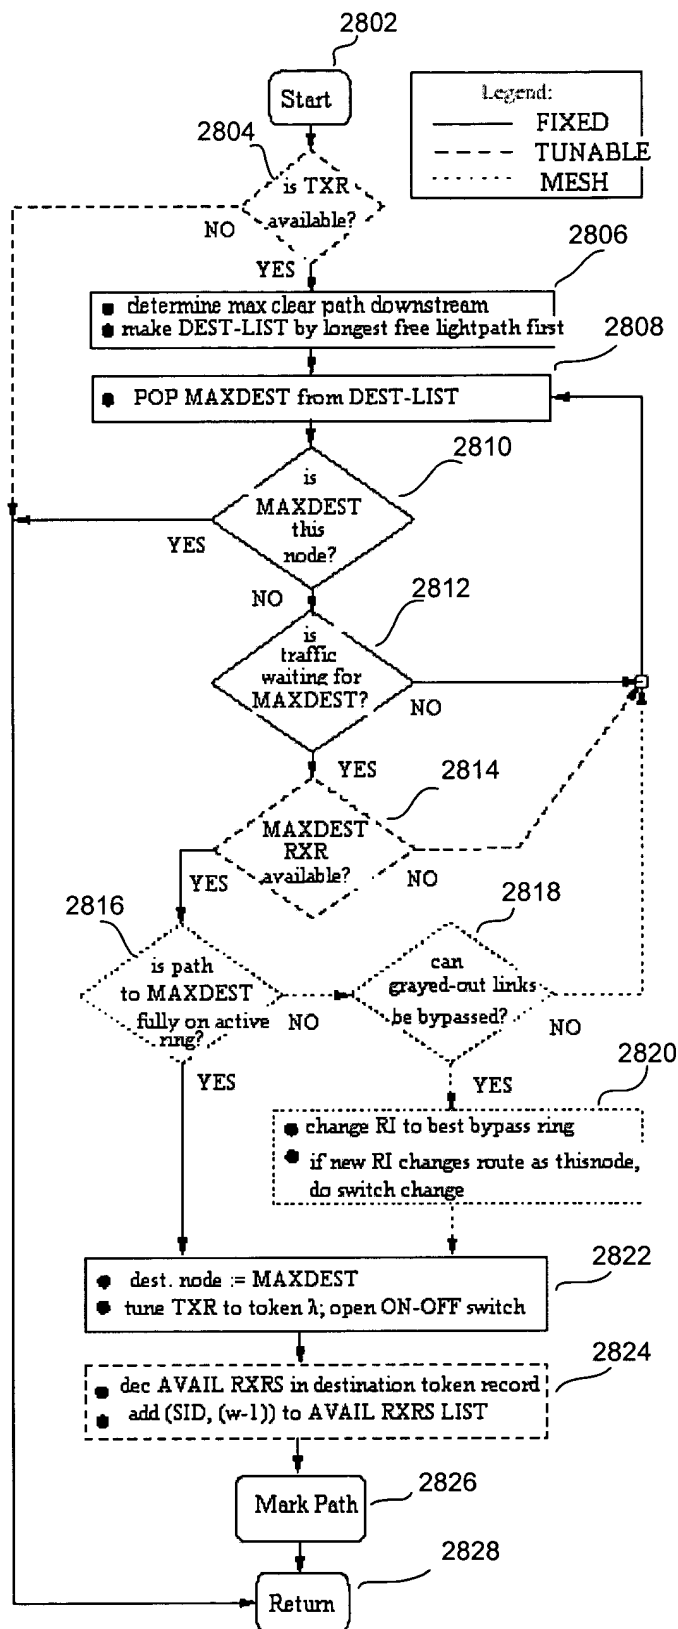 2802
Start
Legend:
FIXED
TUNABLE
MESH
2804
is TXR
available?
NO
YES
2806
determine max clear path downstream
make DEST-LIST by longest free lightpath first
2808
POP MAXDEST from DEST-LIST
2810
is
MAXDEST
this
node?
YES
NO
2812
is
traffic
waiting for
MAXDEST?
NO
YES
2814
MAXDEST
RXR
available?
YES
NO
2816
is path
to MAXDEST
fully on active
ring?
NO
YES
2818
can
grayed-out links
be bypassed?
NO
YES
2820
change RI to best bypass ring
if new RI changes route as thisnode,
do switch change
2822
dest. node := MAXDEST
tune TXR to token λ; open ON-OFF switch
2824
dec AVAIL RXRS in destination token record
add (SID, (w-1)) to AVAIL RXRS LIST
2826
Mark Path
2828
Return